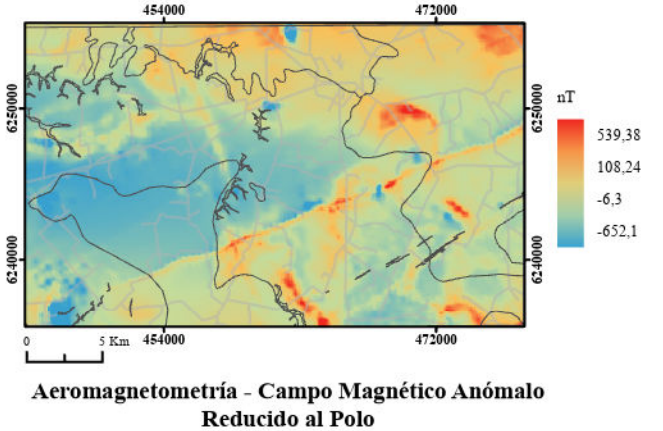 454000 472000
6250000 6250000
nT
539,38
108,24
-6,3
-652,1
6240000 6240000
454000 472000
0 5 Km
Aeromagnetometría - Campo Magnético Anómalo
Reducido al Polo